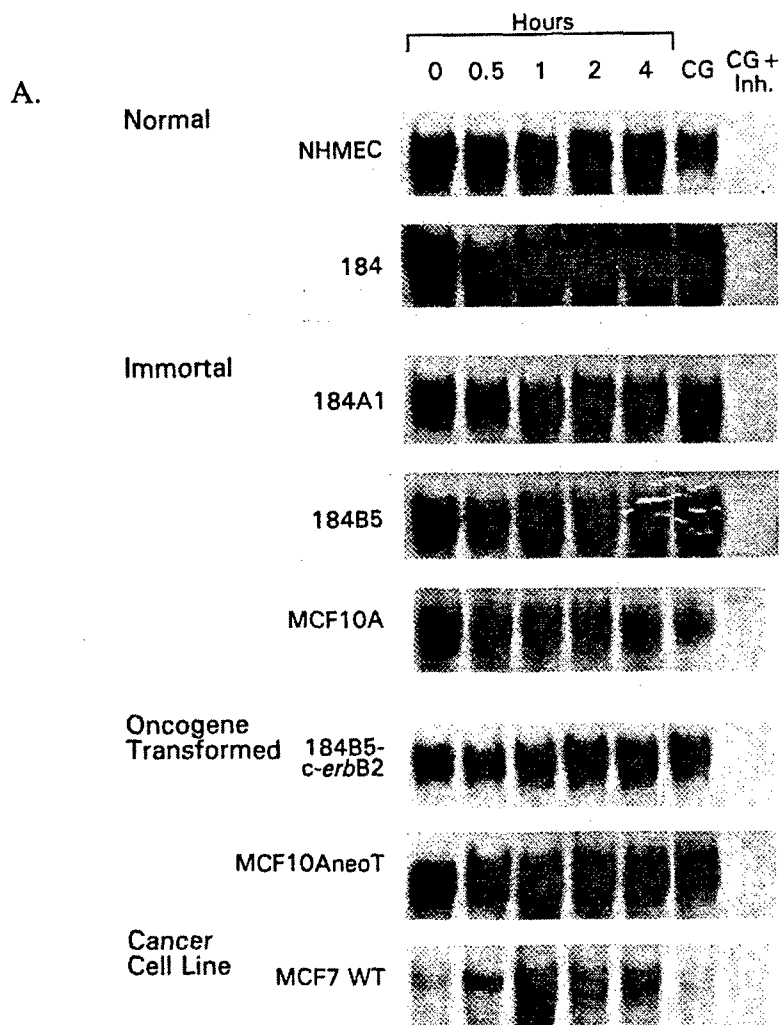 Hours
0 0.5 1 2 4 CG CG +
Inh.
A.
Normal
NHMEC
184
Immortal
184A1
184B5
MCF10A
Oncogene
Transformed
184B5-
c-erbB2
MCF10AneoT
Cancer
Cell Line
MCF7 WT